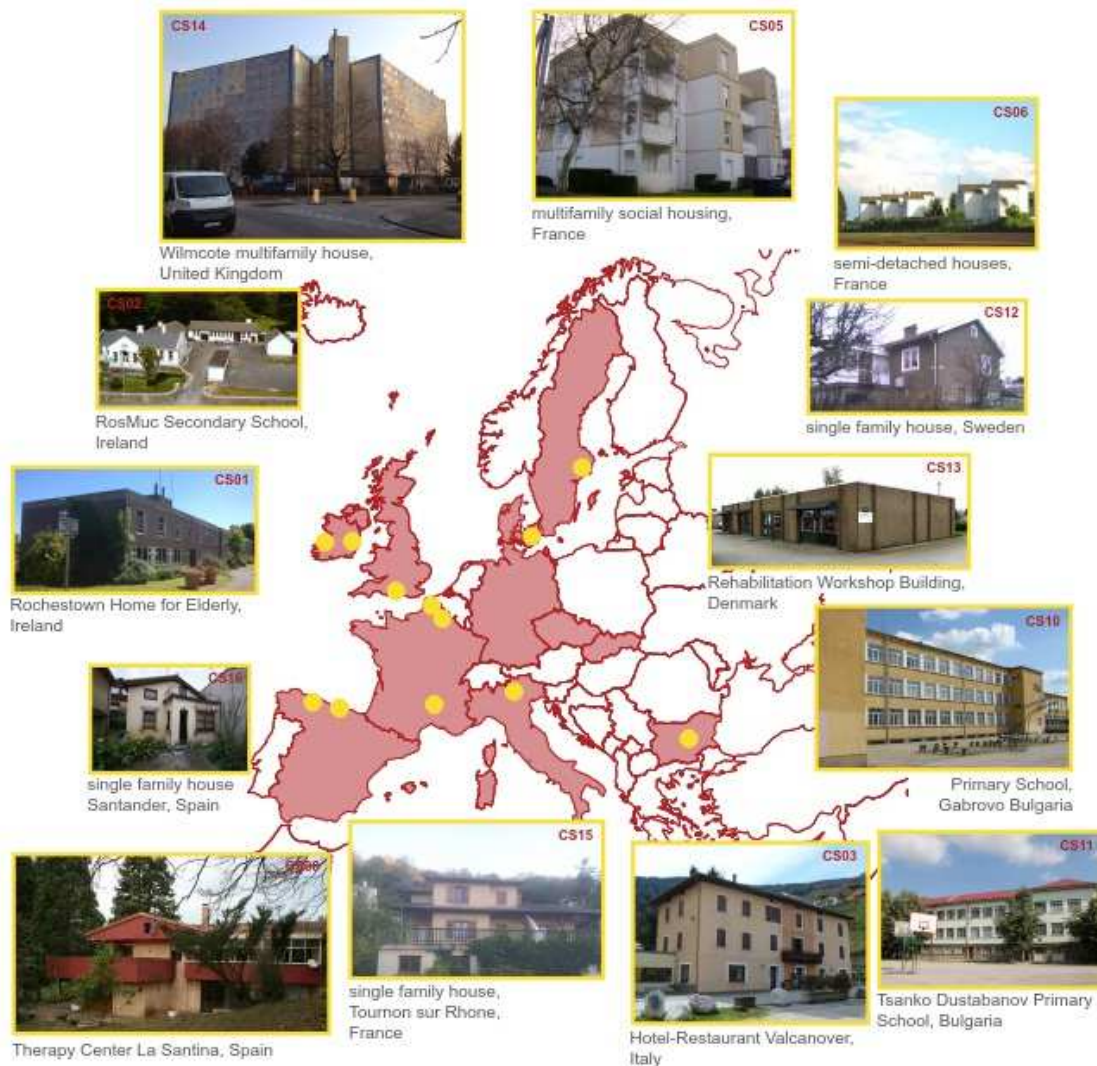 CS14
CS05
CS06
multifamily social housing,
France
Wilmcote multifamily house,
United Kingdom
semi-detached houses,
France
CS02
CS12
RosMuc Secondary School,
Ireland
single family house, Sweden
CS01
CS13
Rochestown Home for Elderly,
Ireland
Rehabilitation Workshop Building,
Denmark
CS10
CS16
single family house
Santander, Spain
Primary School,
Gabrovo Bulgaria
CS15
CS03
CS11
single family house,
Tournon sur Rhone,
France
Tsanko Dustabanov Primary
School, Bulgaria
Hotel-Restaurant Valcanover,
Italy
Therapy Center La Santina, Spain